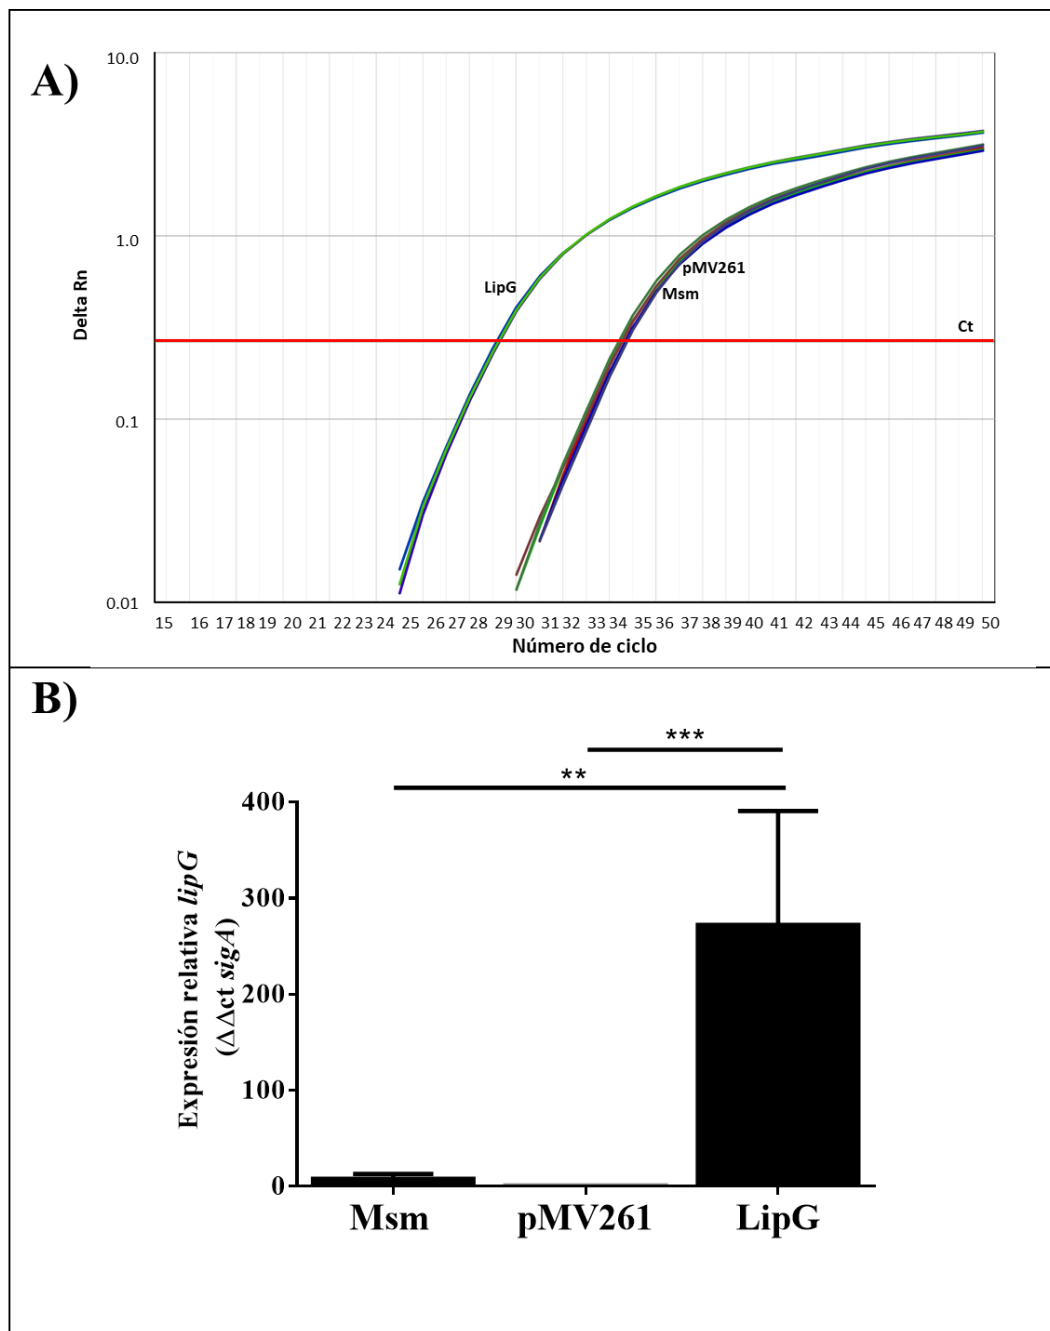 A)
10.0
1.0
0.1
0.01
Delta Rn
LipG
pMV261
Msm
Ct
15 16 17 18 19 20 21 22 23 24 25 26 27 28 29 30 31 32 33 34 35 36 37 38 39 40 41 42 43 44 45 46 47 48 49 50
Número de ciclo
B)
***
**
400
300
200
100
0
Expresión relativa lipG
(ΔΔct sigA)
Msm pMV261 LipG